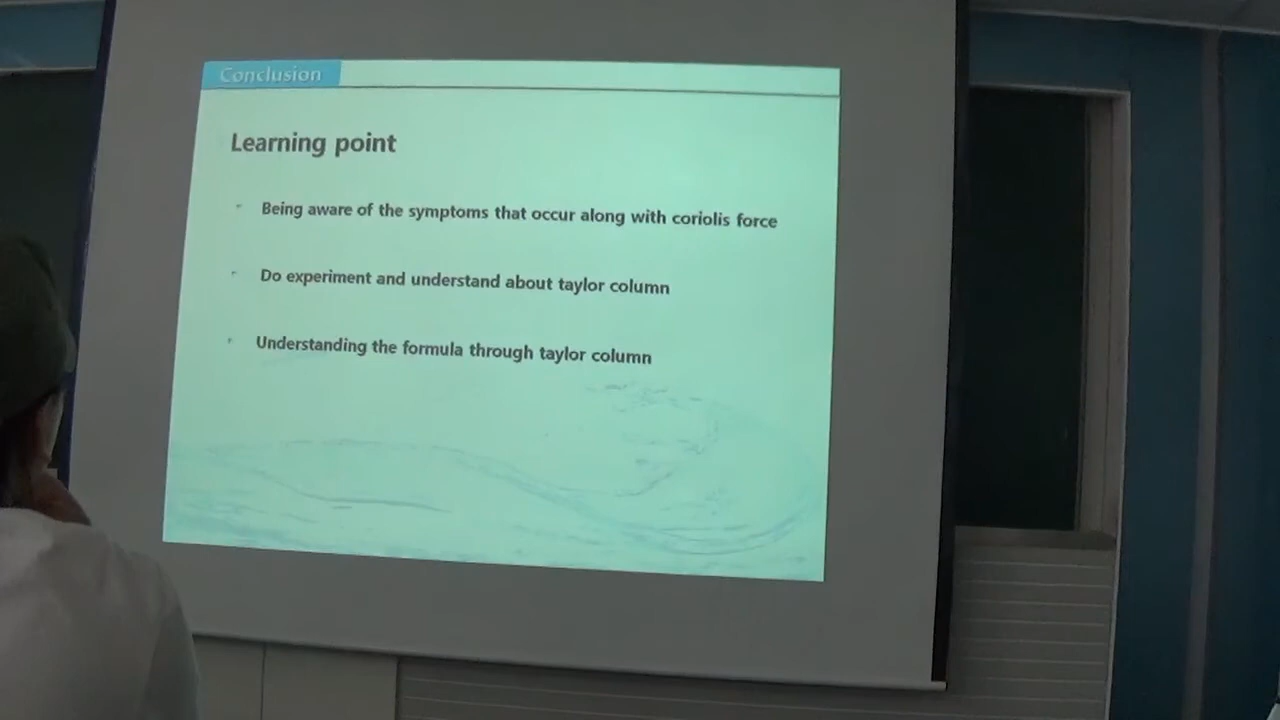 Conclusion
Learning point
- Being aware of the symptoms that occur along with coriolis force
- Do experiment and understand about taylor column
- Understanding the formula through taylor column